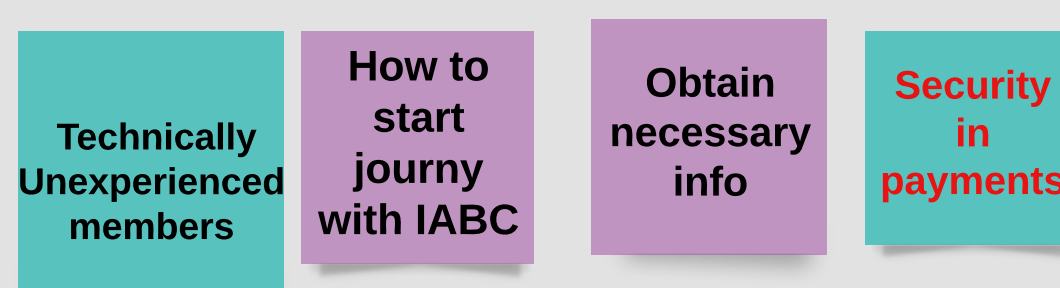 Technically
Unexperienced
members
How to
start
journy
with IABC
Obtain
necessary
info
Security
in
payments